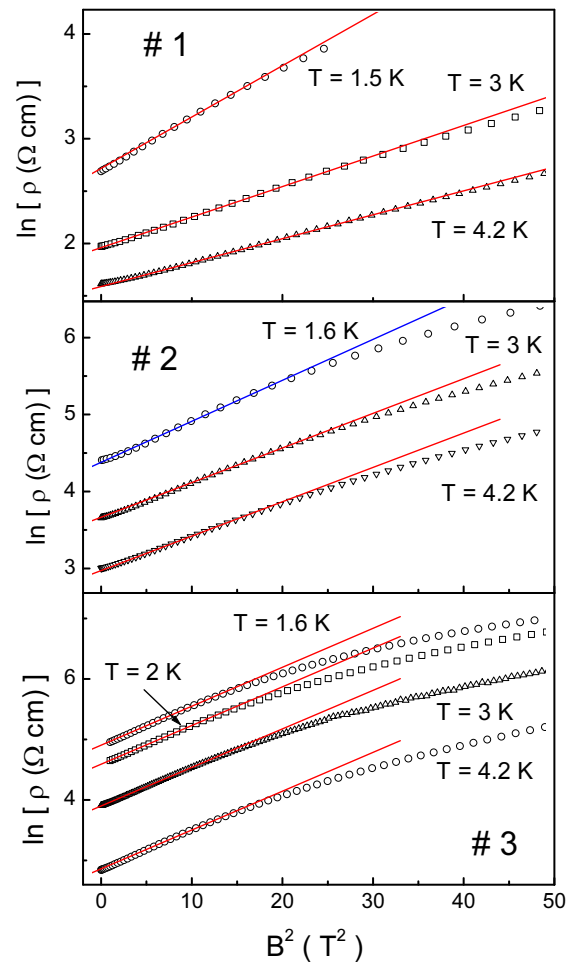 # 1
4
3
2
ln [ ρ (Ω cm) ]
T = 1.5 K
T = 3 K
T = 4.2 K
# 2
6
5
4
3
ln [ ρ (Ω cm) ]
T = 1.6 K
T = 3 K
T = 4.2 K
6
4
ln [ ρ (Ω cm) ]
T = 1.6 K
T = 2 K
T = 3 K
T = 4.2 K
# 3
0 10 20 30 40 50
B² ( T² )